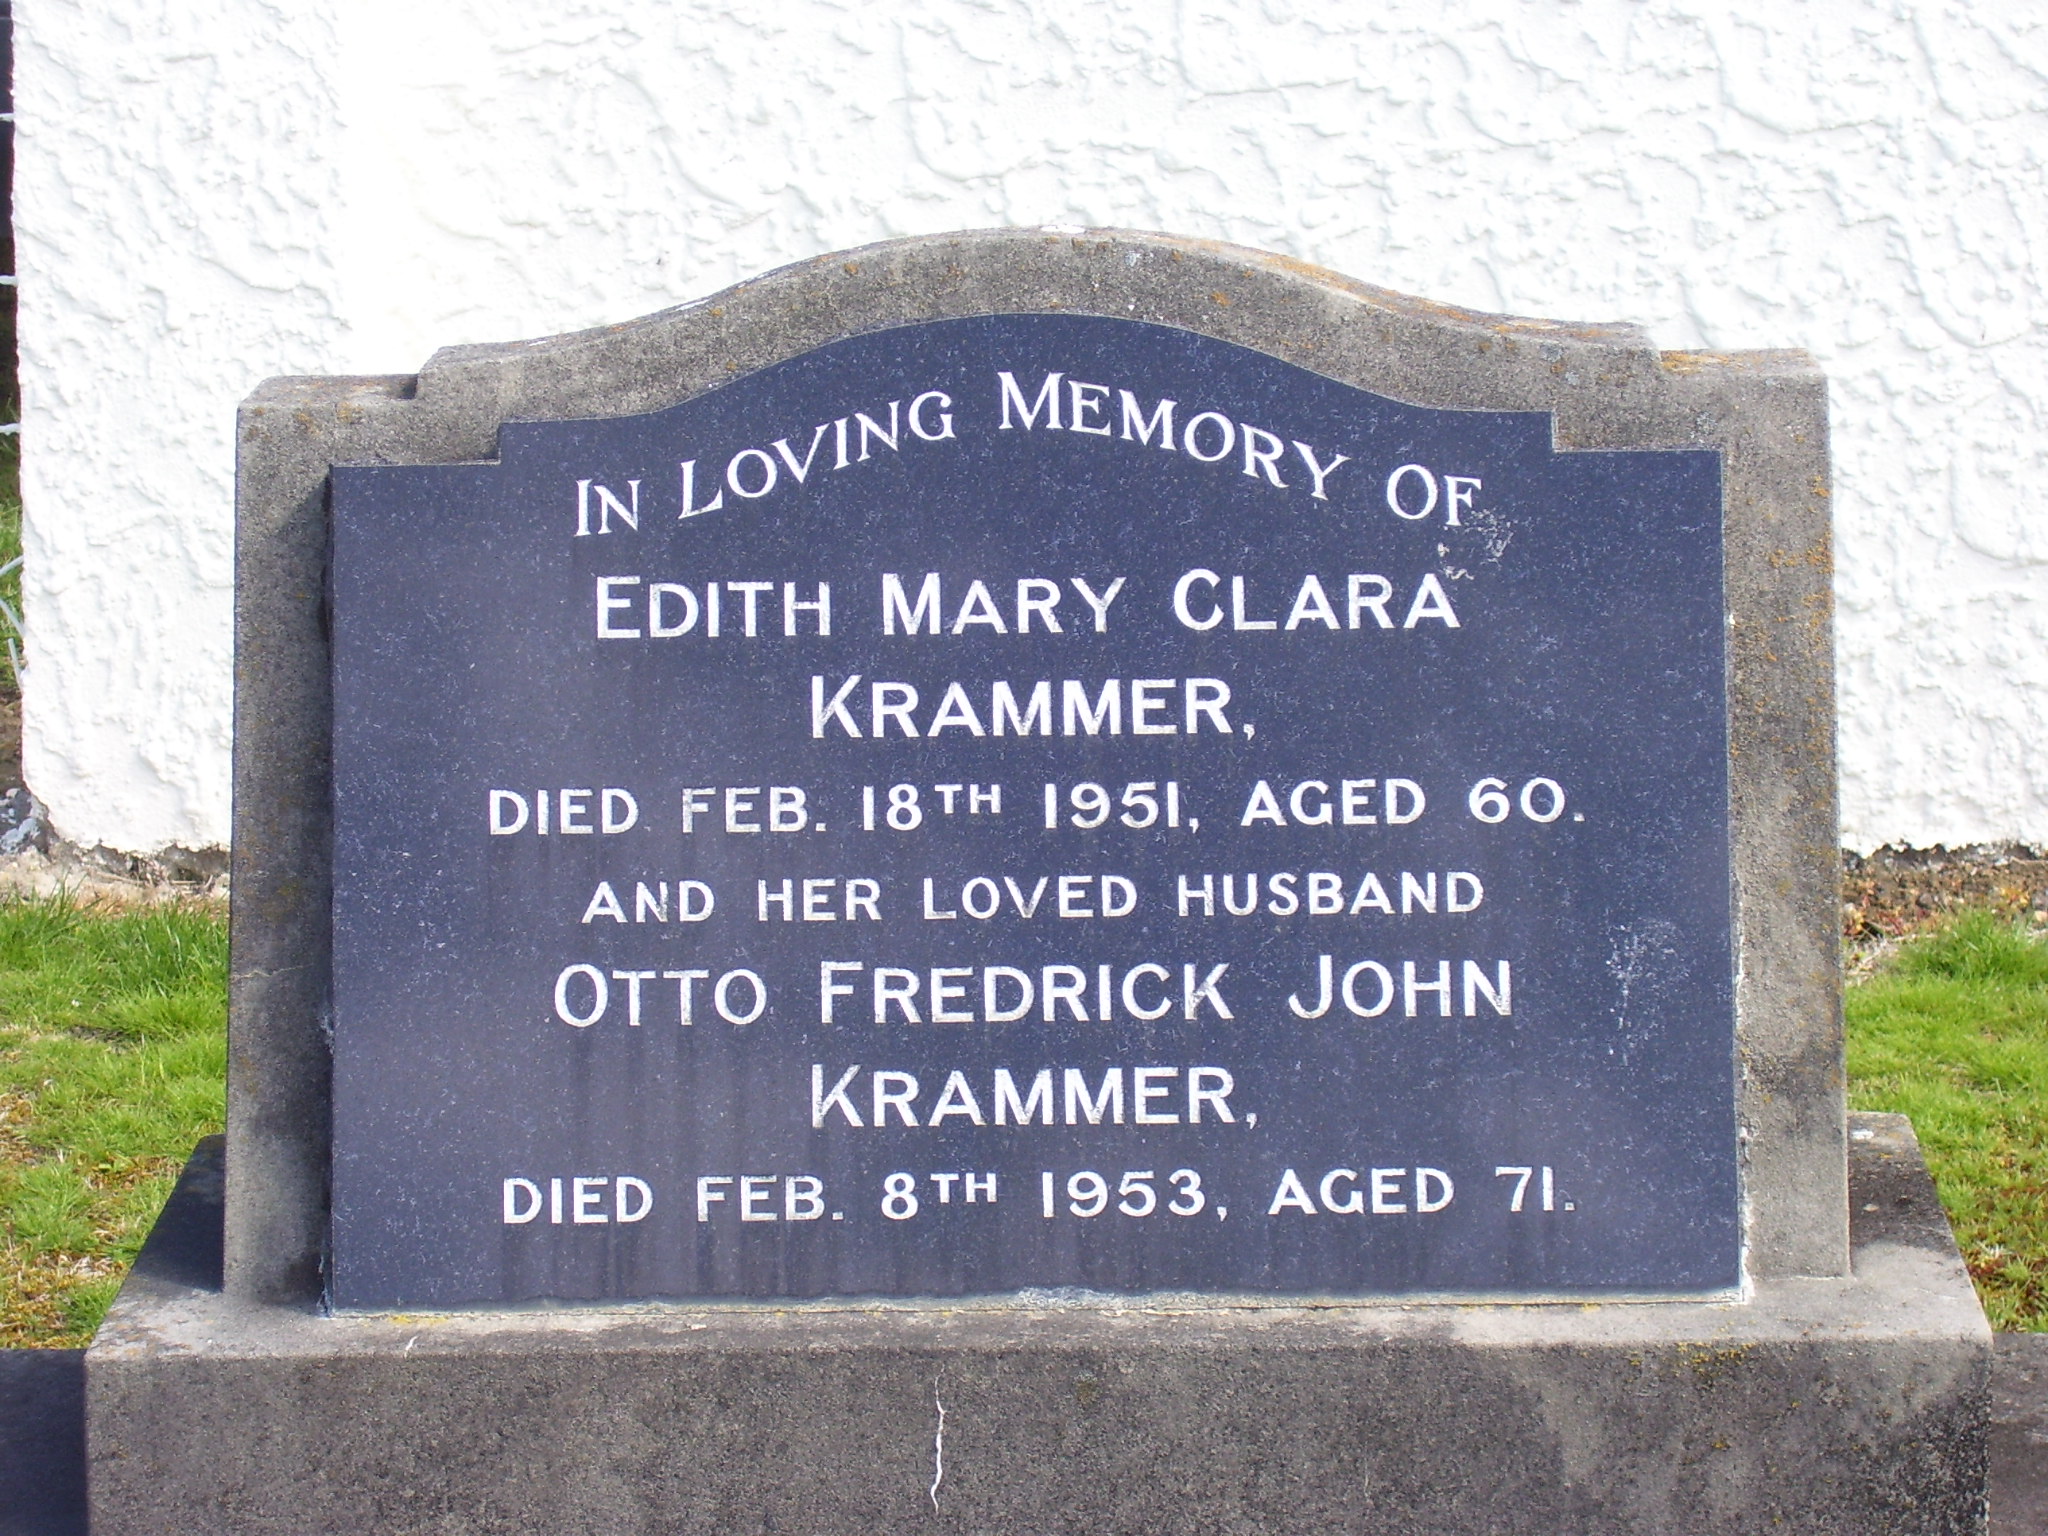 IN LOVING MEMORY OF
EDITH MARY CLARA
KRAMMER,
DIED FEB. 18TH 1951, AGED 60.
AND HER LOVED HUSBAND
OTTO FREDRICK JOHN
KRAMMER,
DIED FEB. 8TH 1953, AGED 71.